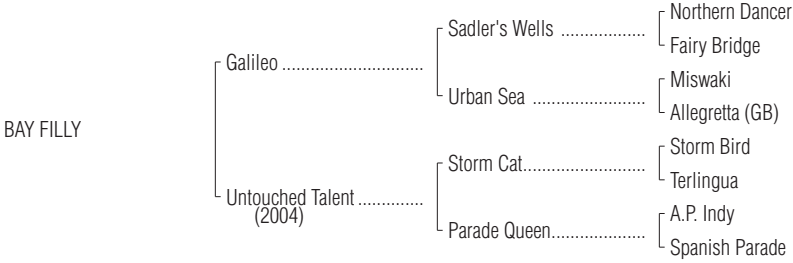 Northern Dancer
Sadler's Wells ...................
Fairy Bridge
Galileo ..............................
Miswaki
Urban Sea .........................
Allegretta (GB)
BAY FILLY
Storm Bird
Storm Cat..........................
Terlingua
Untouched Talent ..............
(2004)
A.P. Indy
Parade Queen....................
Spanish Parade